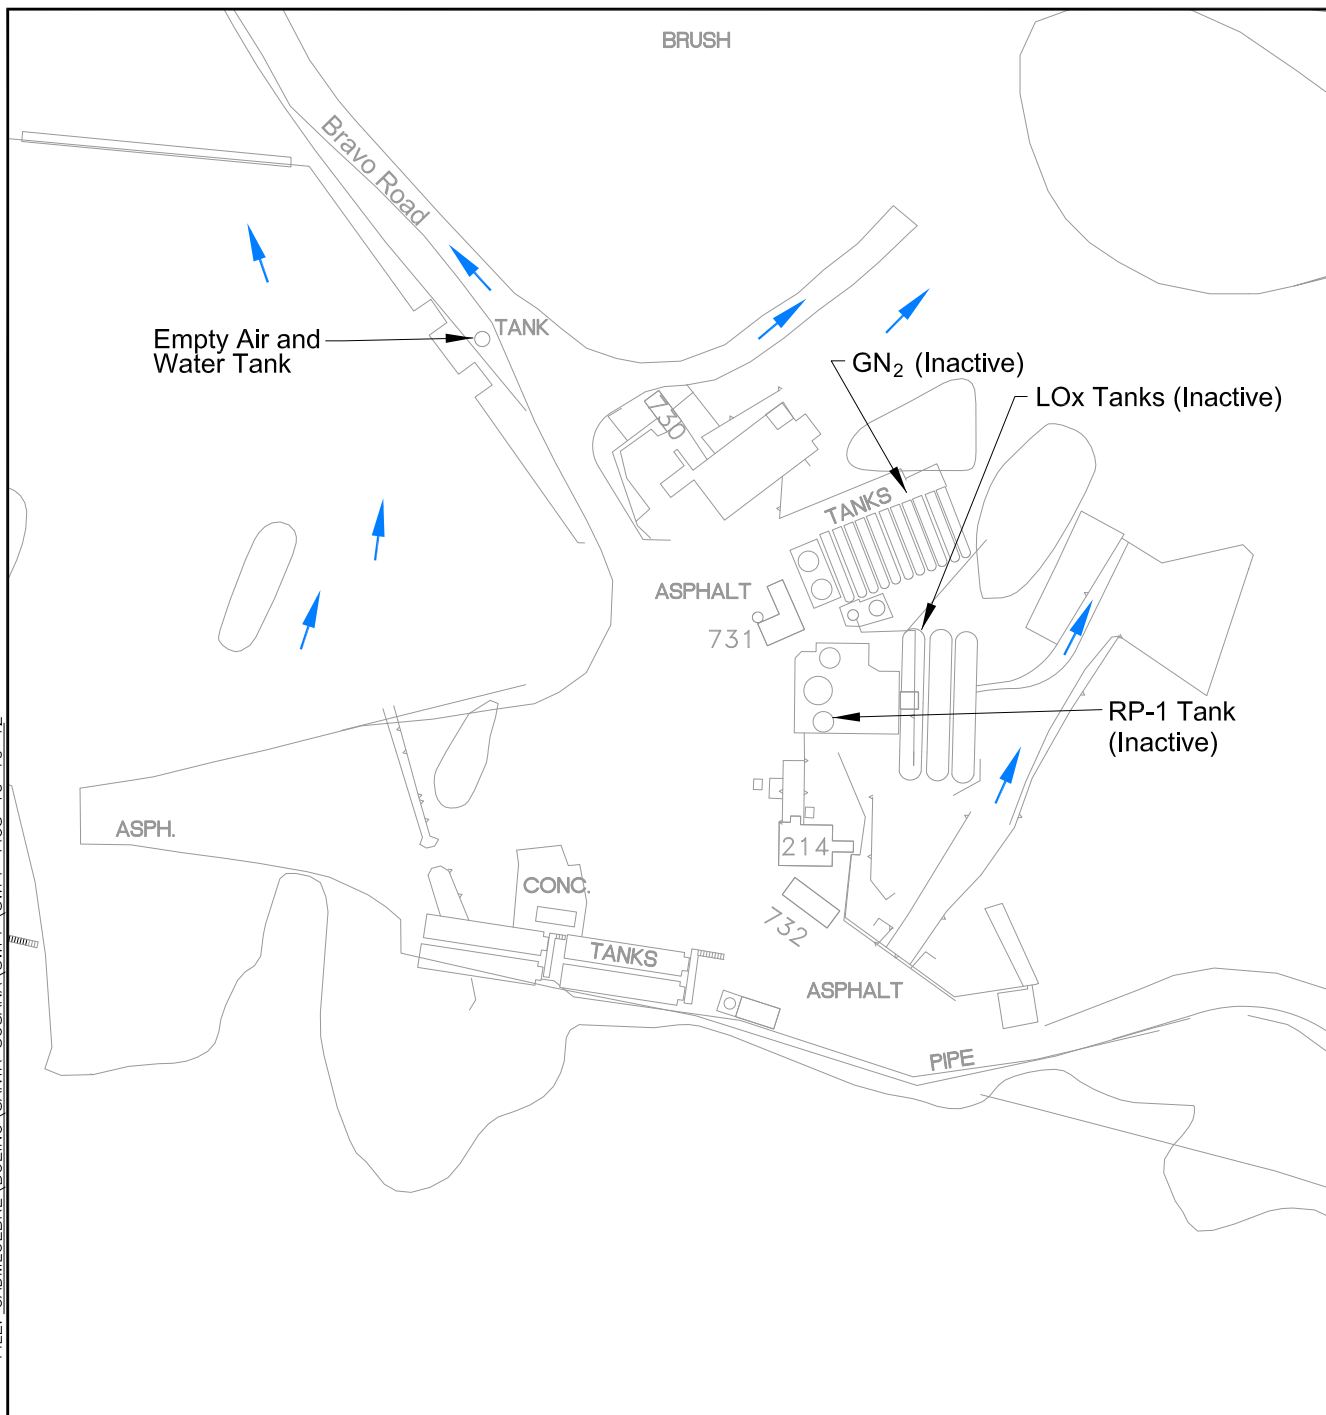 BRUSH
Bravo Road
TANK
Empty Air and
Water Tank
GN₂ (Inactive)
LOx Tanks (Inactive)
730
TANKS
ASPHALT
731
RP-1 Tank
(Inactive)
ASPH.
214
CONC.
732
TANKS
ASPHALT
PIPE